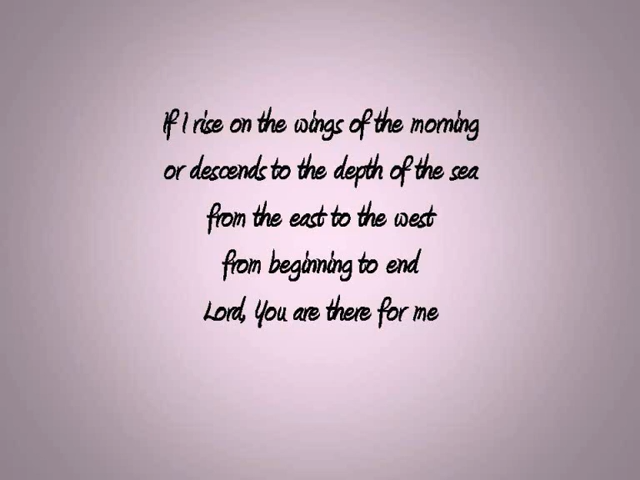 If I rise on the wings of the morning
or descends to the depth of the sea
from the east to the west
from beginning to end
Lord, You are there for me